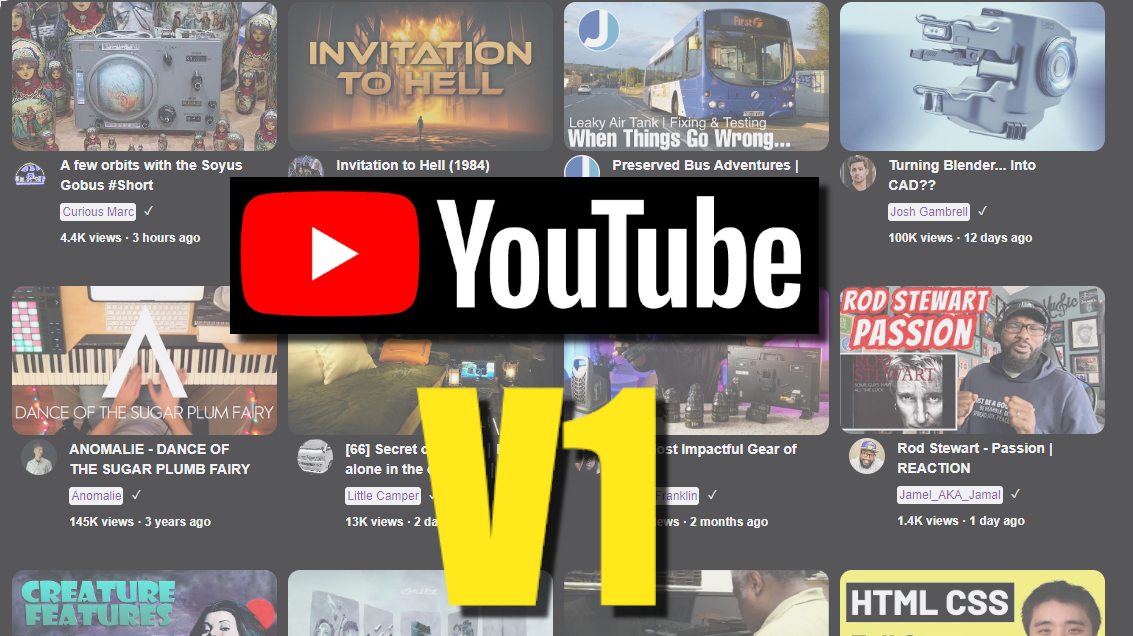 INVITATION
TO HELL
First
Leaky Air Tank | Fixing & Testing
When Things Go Wrong...
A few orbits with the Soyus
Gobus #Short
Curious Marc ✓
4.4K views · 3 hours ago
Invitation to Hell (1984)
Preserved Bus Adventures |
Turning Blender... Into
CAD??
Josh Gambrell ✓
100K views · 12 days ago
YouTube
V1
DANCE OF THE SUGAR PLUM FAIRY
ROD STEWART
PASSION
STEWART
ANOMALIE - DANCE OF
THE SUGAR PLUMB FAIRY
Anomalie ✓
145K views · 3 years ago
[66] Secret
alone in the
Little Camper ✓
13K views · 2
ost Impactful Gear of
Franklin ✓
views · 2 months ago
Rod Stewart - Passion |
REACTION
Jamel_AKA_Jamal ✓
1.4K views · 1 day ago
CREATURE
FEATURES
HTML CSS